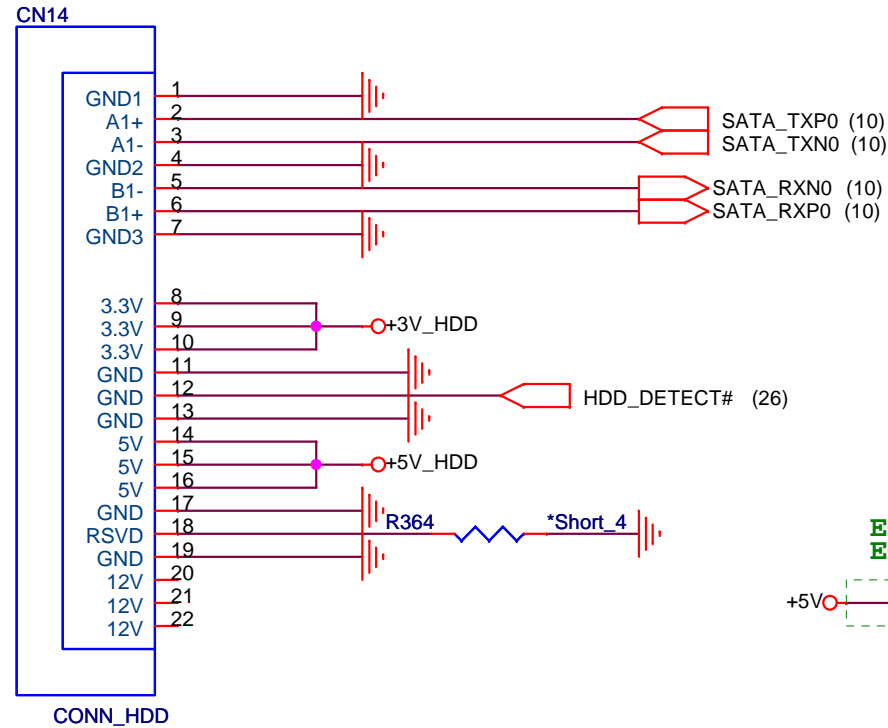 CN14
GND1 1
A1+ 2 SATA_TXP0 (10)
A1- 3 SATA_TXN0 (10)
GND2 4
B1- 5 SATA_RXN0 (10)
B1+ 6 SATA_RXP0 (10)
GND3 7
3.3V 8
3.3V 9 +3V_HDD
3.3V 10
GND 11
GND 12 HDD_DETECT# (26)
GND 13
5V 14
5V 15 +5V_HDD
5V 16
GND 17
RSVD 18 R364 *Short_4
GND 19
12V 20
12V 21
12V 22
CONN_HDD
E
E
+5V